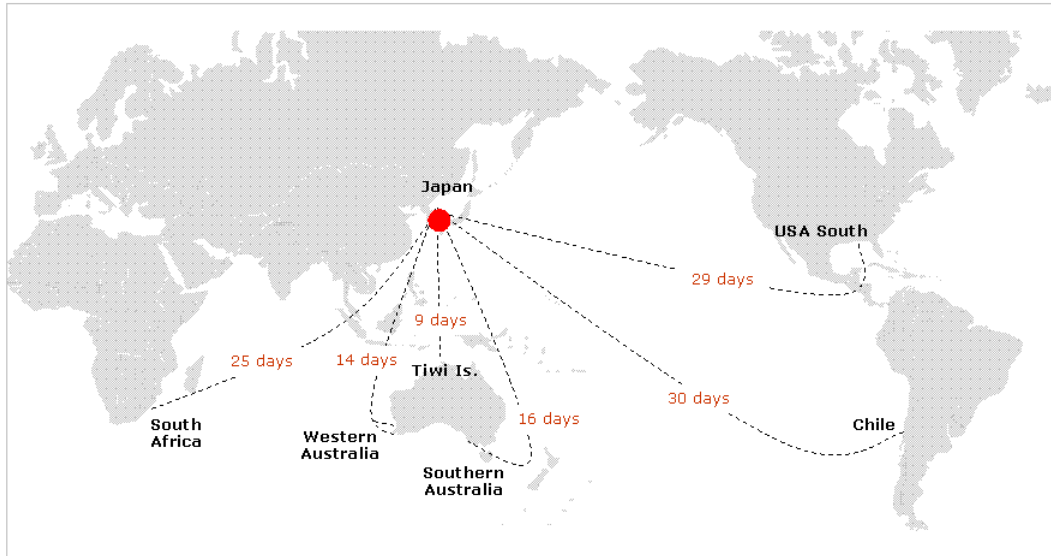 Japan
USA South
29 days
9 days
25 days
14 days
Tiwi Is.
30 days
16 days
South
Africa
Chile
Western
Australia
Southern
Australia